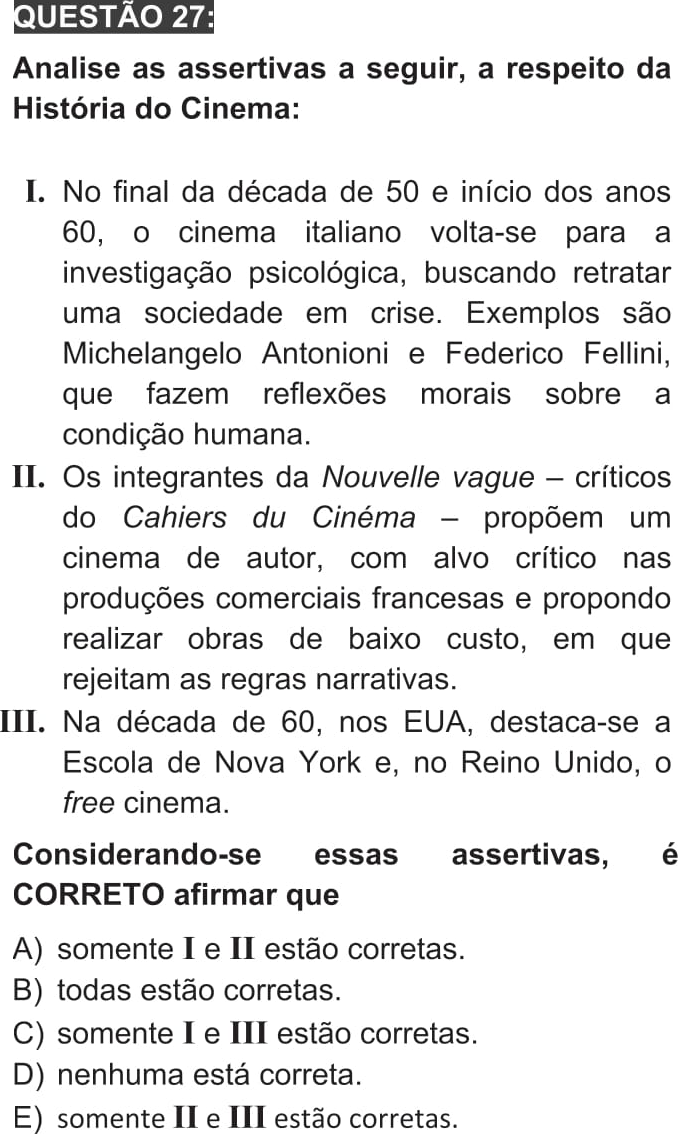 QUESTÃO 27:
Analise as assertivas a seguir, a respeito da
História do Cinema:
I. No final da década de 50 e início dos anos
60, o cinema italiano volta-se para a
investigação psicológica, buscando retratar
uma sociedade em crise. Exemplos são
Michelangelo Antonioni e Federico Fellini,
que fazem reflexões morais sobre a
condição humana.
II. Os integrantes da Nouvelle vague – críticos
do Cahiers du Cinéma – propõem um
cinema de autor, com alvo crítico nas
produções comerciais francesas e propondo
realizar obras de baixo custo, em que
rejeitam as regras narrativas.
III. Na década de 60, nos EUA, destaca-se a
Escola de Nova York e, no Reino Unido, o
free cinema.
Considerando-se essas assertivas, é
CORRETO afirmar que
A) somente I e II estão corretas.
B) todas estão corretas.
C) somente I e III estão corretas.
D) nenhuma está correta.
E) somente II e III estão corretas.